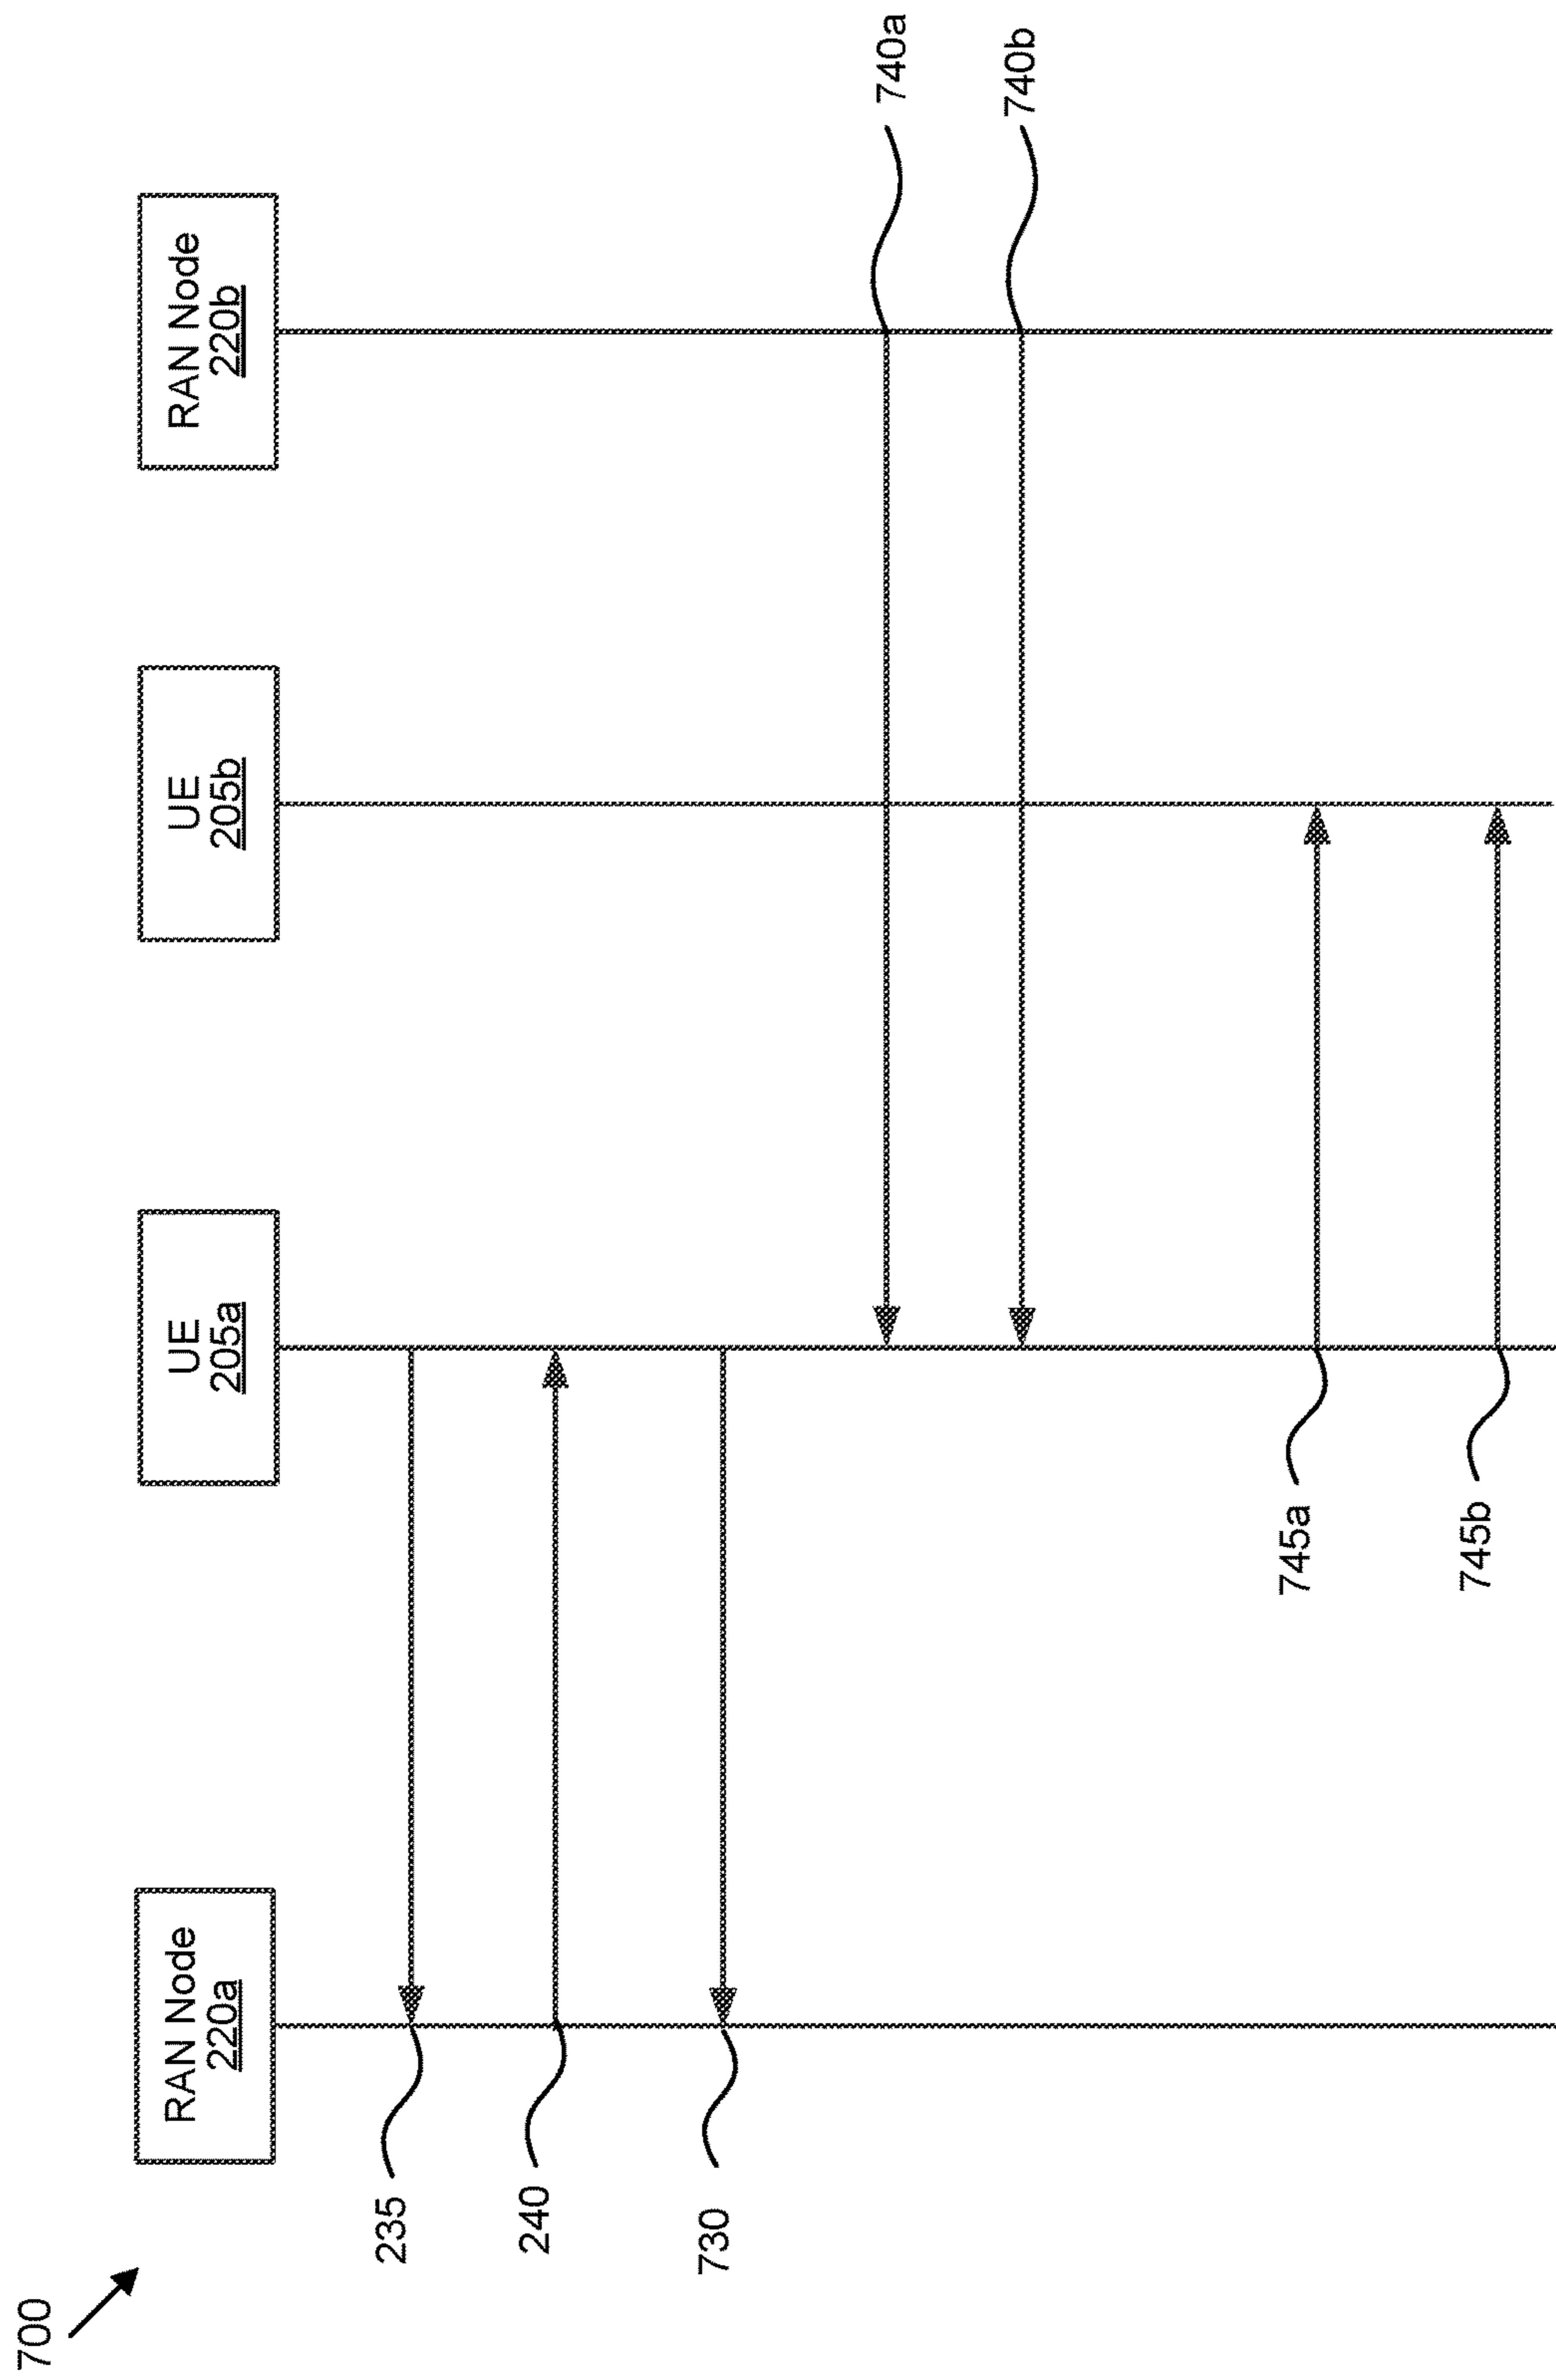 700
RAN Node
220a
UE
205a
UE
205b
RAN Node
220b
235
240
730
740a
740b
745a
745b